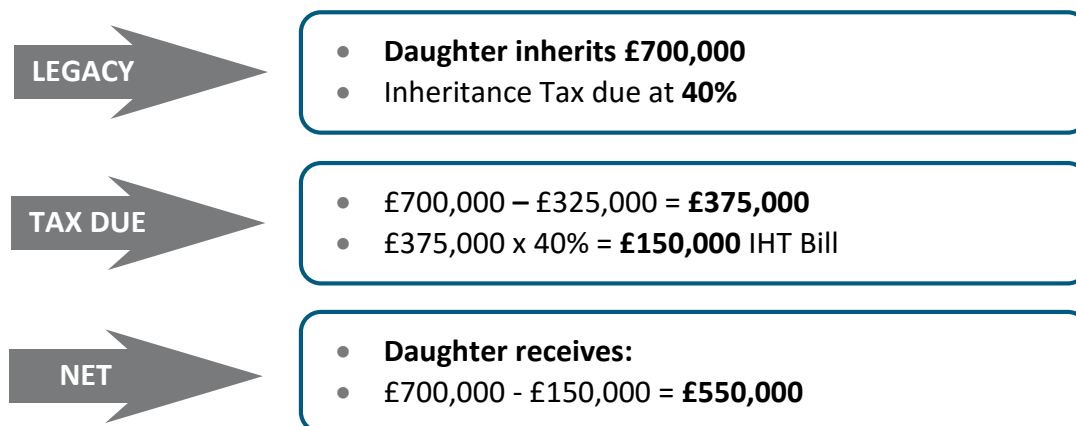 LEGACY
• Daughter inherits £700,000
• Inheritance Tax due at 40%
TAX DUE
• £700,000 – £325,000 = £375,000
• £375,000 x 40% = £150,000 IHT Bill
NET
• Daughter receives:
• £700,000 - £150,000 = £550,000